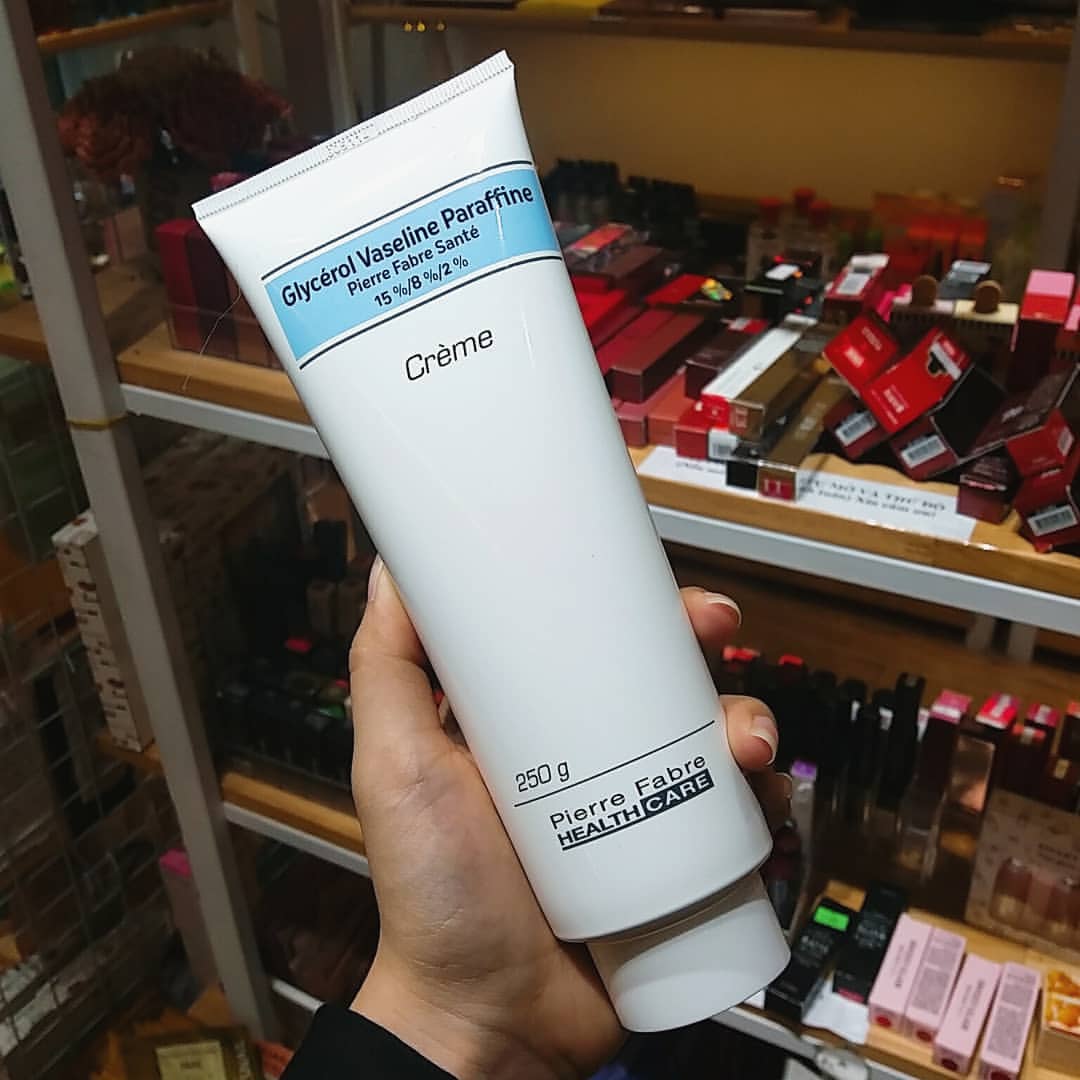 Glycérol Vaseline Paraffine
Pierre Fabre Santé
15 %/8 %/2 %
Crème
250 g
Pierre Fabre
HEALTH CARE